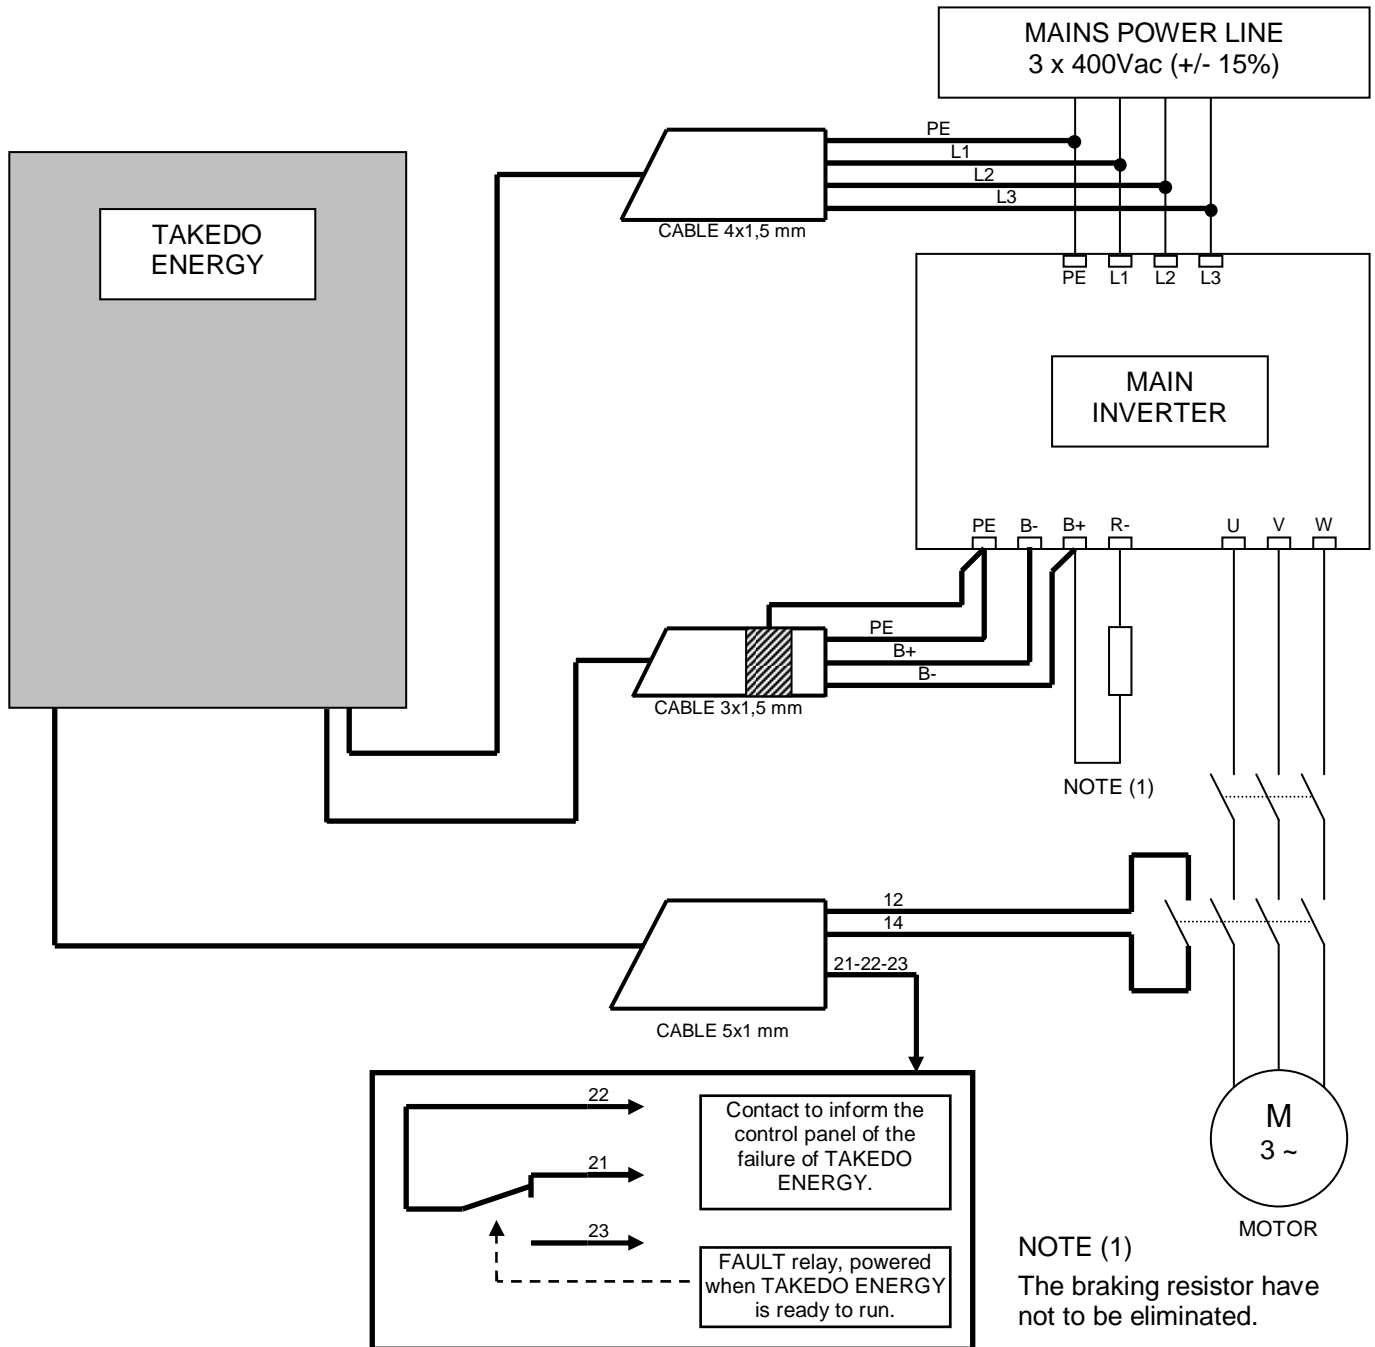 MAINS POWER LINE
3 x 400Vac (+/- 15%)
PE
L1
L2
L3
CABLE 4x1,5 mm
TAKEDO
ENERGY
PE L1 L2 L3
MAIN
INVERTER
PE B- B+ R- U V W
PE
B+
B-
CABLE 3x1,5 mm
NOTE (1)
12
14
21-22-23
CABLE 5x1 mm
22
21
23
Contact to inform the
control panel of the
failure of TAKEDO
ENERGY.
FAULT relay, powered
when TAKEDO ENERGY
is ready to run.
M
3 ~
MOTOR
NOTE (1)
The braking resistor have
not to be eliminated.